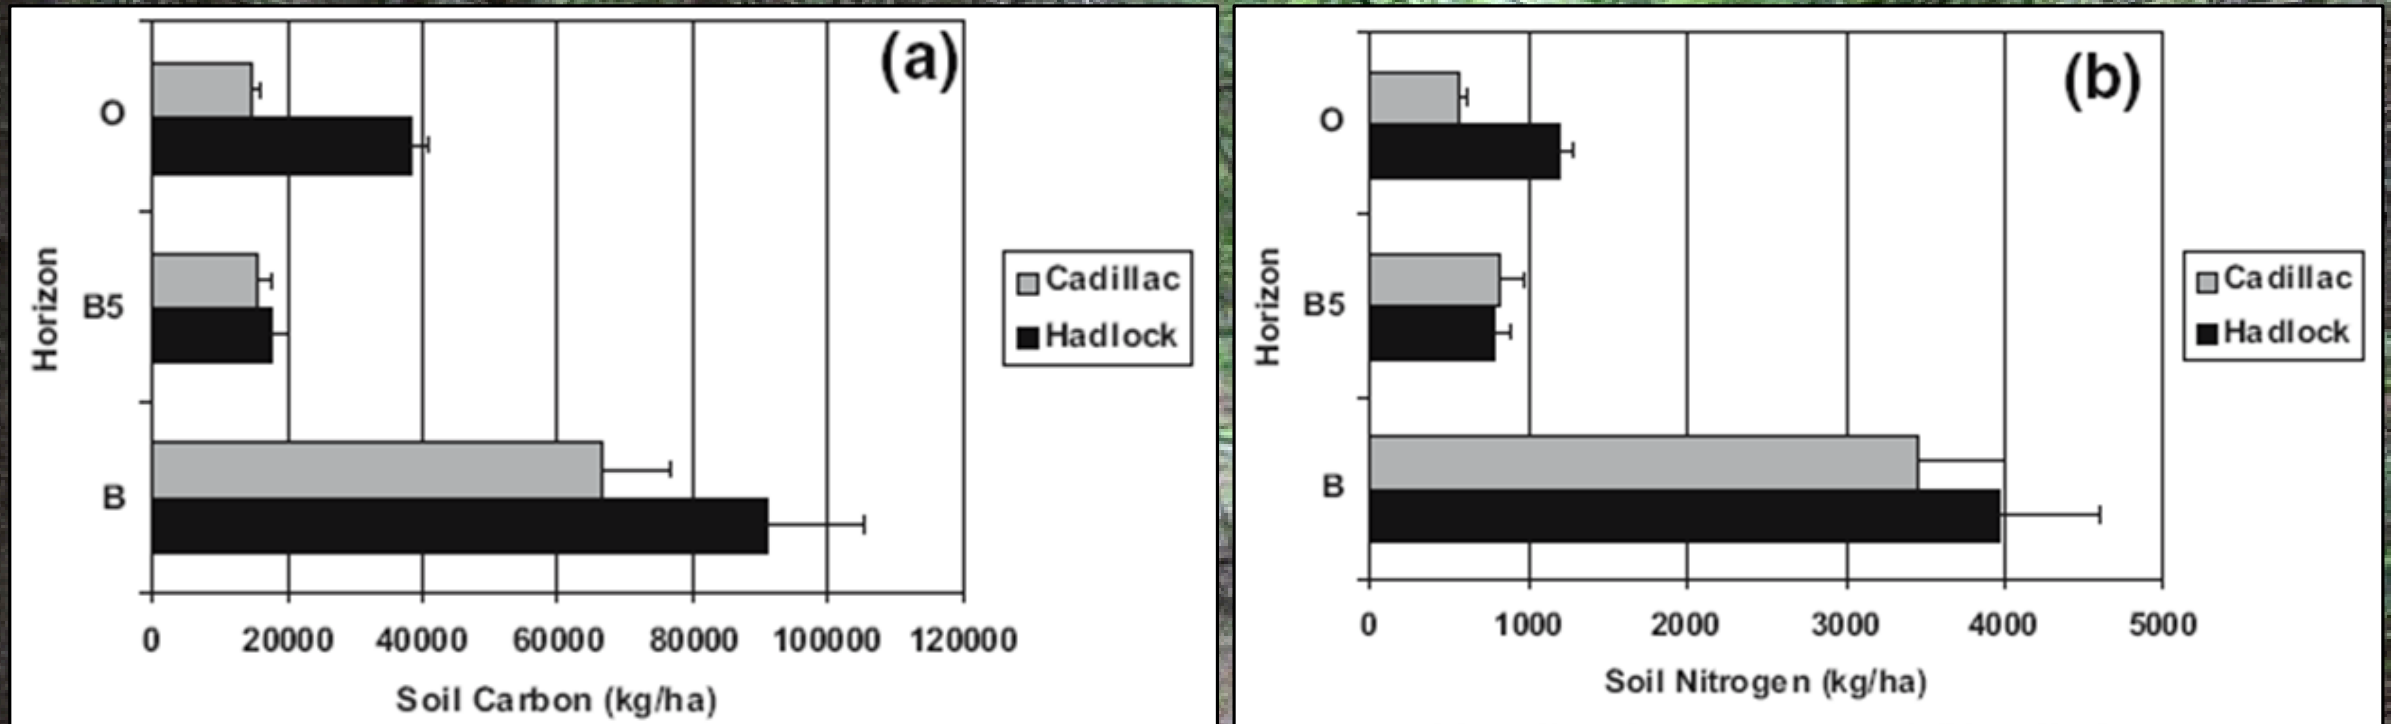 (a)
O
B5
B
Horizon
Cadillac
Hadlock
0 20000 40000 60000 80000 100000 120000
Soil Carbon (kg/ha)
(b)
O
B5
B
Horizon
Cadillac
Hadlock
0 1000 2000 3000 4000 5000
Soil Nitrogen (kg/ha)